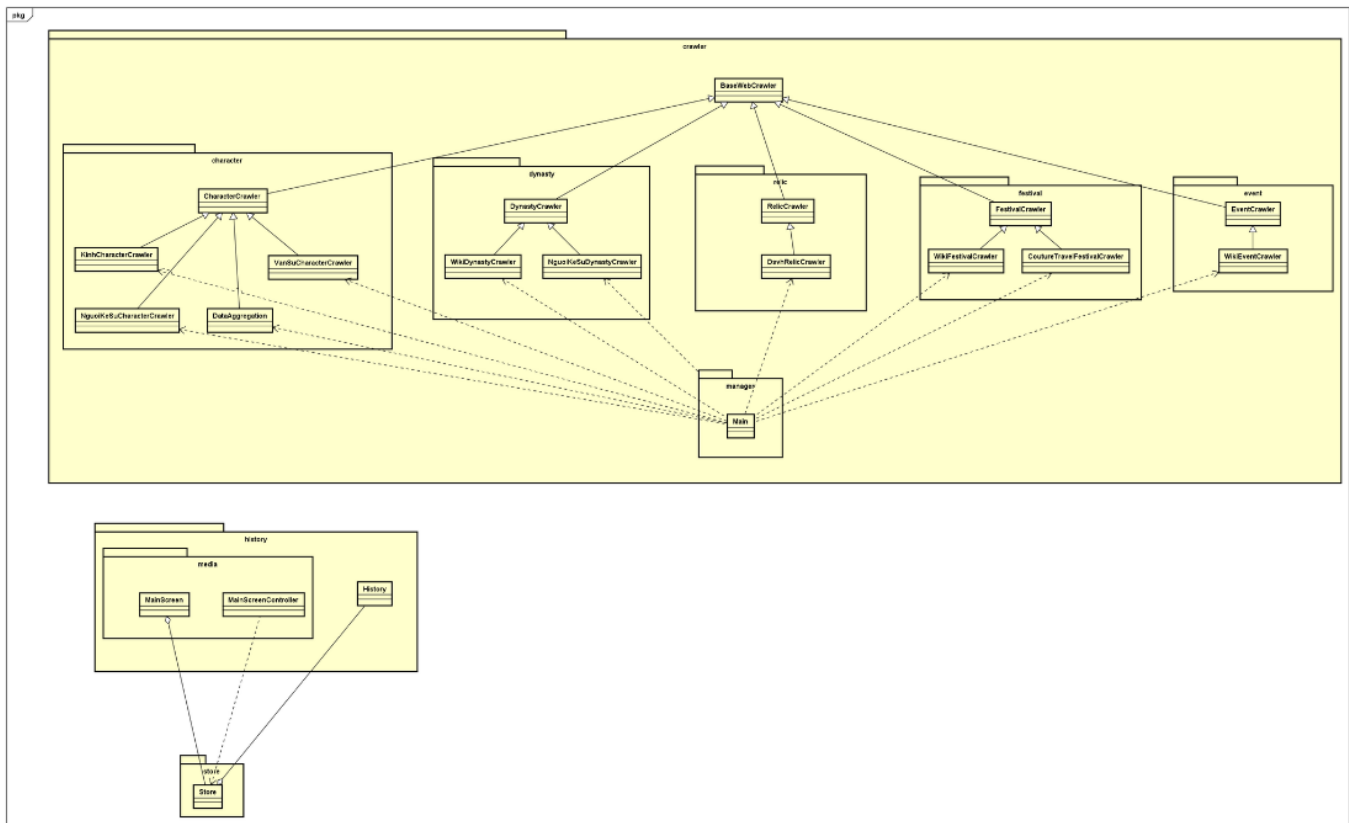 pkg
crawler
BaseWebCrawler
character
dynasty
relic
festival
event
CharacterCrawler
DynastyCrawler
RelicCrawler
FestivalCrawler
EventCrawler
KinhCharacterCrawler
VanSuCharacterCrawler
WikiDynastyCrawler
NguoiKeSuDynastyCrawler
DsvhRelicCrawler
WikiFestivalCrawler
CoutureTravelFestivalCrawler
WikiEventCrawler
NguoiKeSuCharacterCrawler
DataAggregation
manager
Main
history
media
MainScreen
MainScreenController
History
store
Store